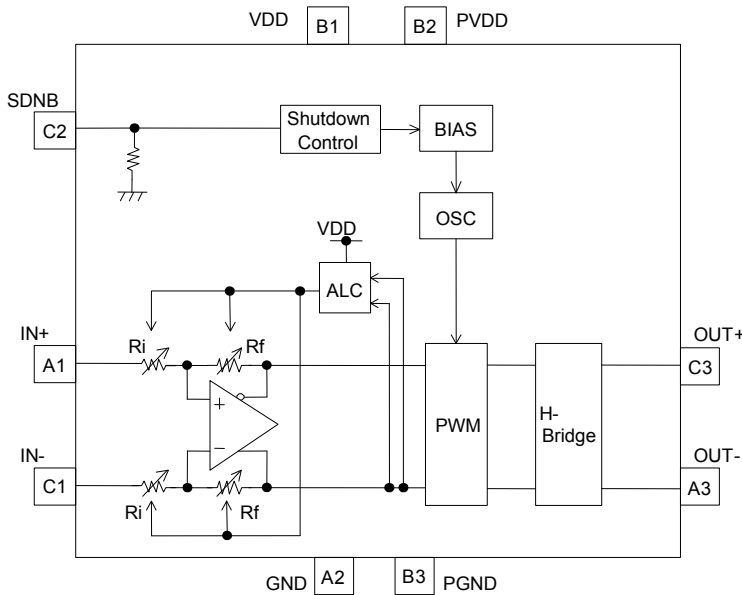 VDD B1 B2 PVDD
SDNB
C2
Shutdown
Control
BIAS
OSC
VDD
ALC
IN+
A1
Ri Rf
OUT+
C3
+
PWM
H-
Bridge
−
IN-
C1
OUT-
A3
Ri Rf
GND A2 B3 PGND